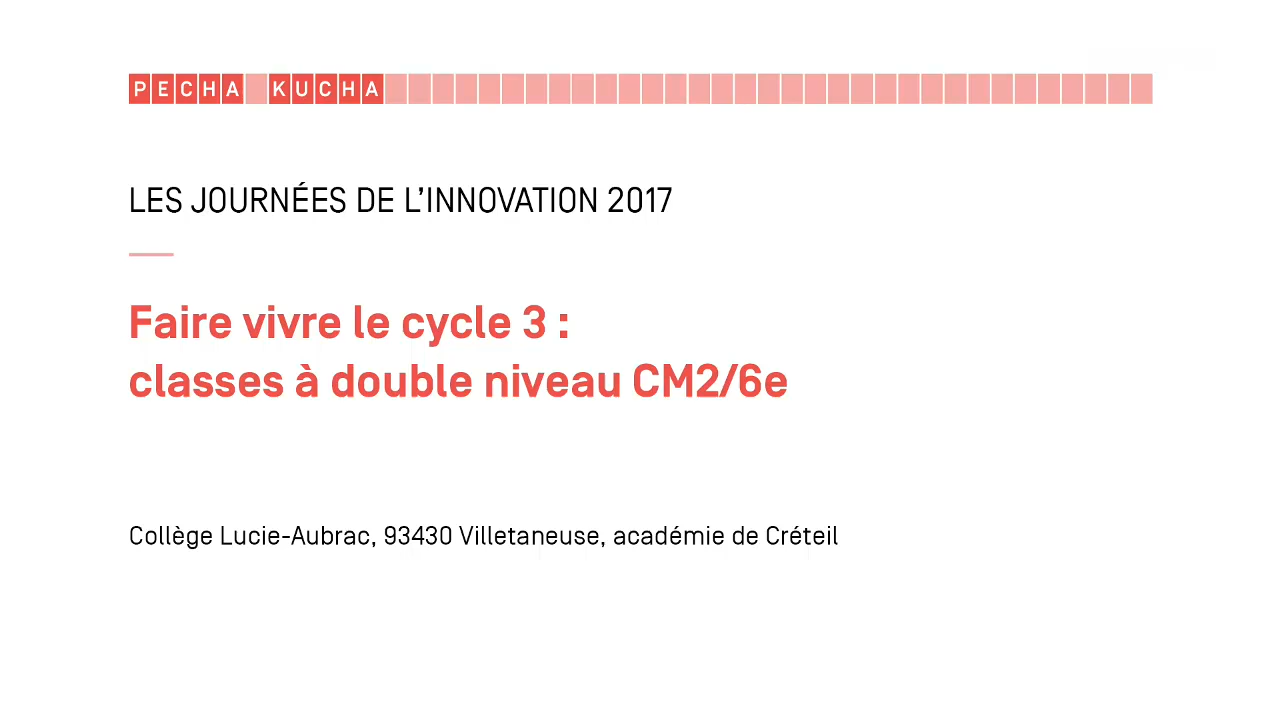 PECHA KUCHA
LES JOURNÉES DE L’INNOVATION 2017
Faire vivre le cycle 3 :
classes à double niveau CM2/6e
Collège Lucie-Aubrac, 93430 Villetaneuse, académie de Créteil